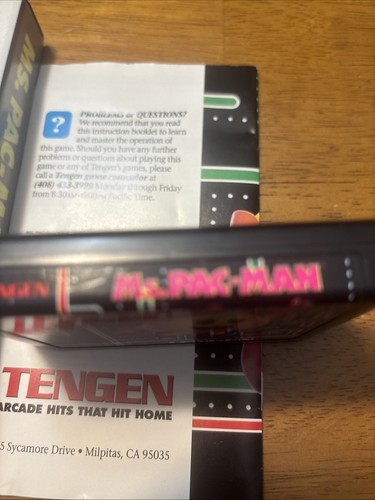 MS. PAC-M
PROBLEMS or QUESTIONS?
We recommend that you read
this instruction booklet to learn
and master the operation of
this game. Should you have any further
problems or questions about playing this
game or any of Tengen's games, please
call a Tengen game counselor at
(408) 433-3999 Monday through Friday
from Pacific Time.
NGEN
MS. PAC-MAN
TENGEN
ARCADE HITS THAT HIT HOME
5 Sycamore Drive • Milpitas, CA 95035